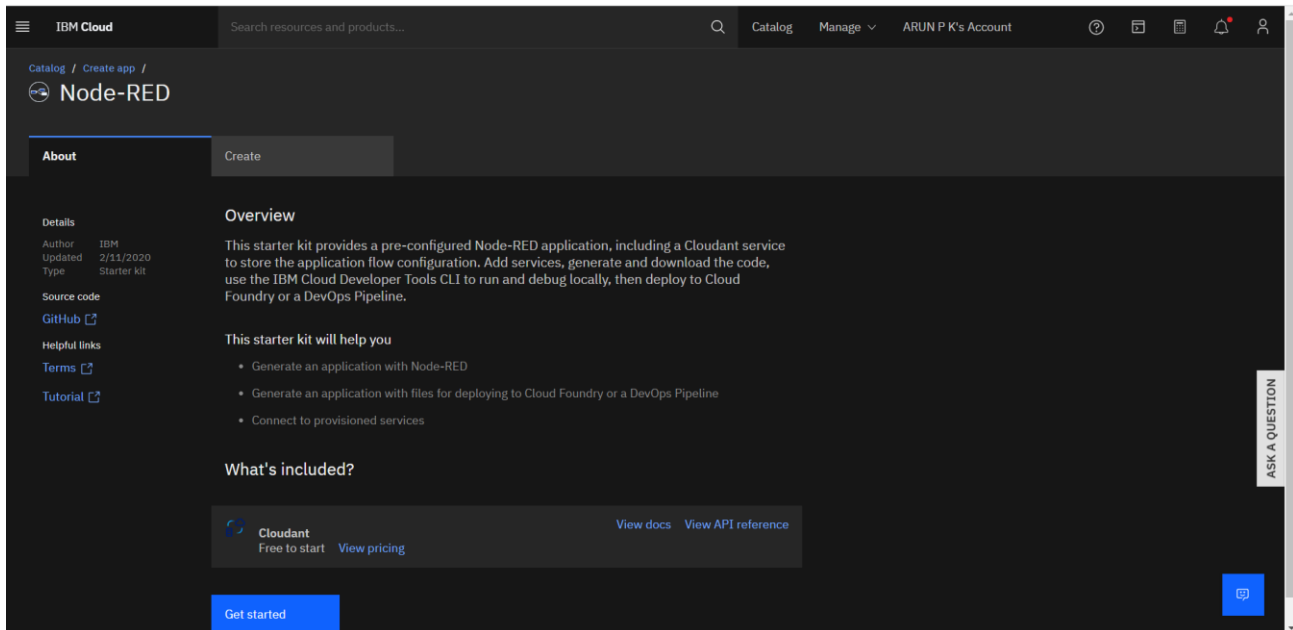 IBM Cloud
Search resources and products...
Catalog
Manage
ARUN P K's Account
Catalog / Create app /
Node-RED
About
Create
Details
Author IBM
Updated 2/11/2020
Type Starter kit
Source code
GitHub
Helpful links
Terms
Tutorial
Overview
This starter kit provides a pre-configured Node-RED application, including a Cloudant service
to store the application flow configuration. Add services, generate and download the code,
use the IBM Cloud Developer Tools CLI to run and debug locally, then deploy to Cloud
Foundry or a DevOps Pipeline.
This starter kit will help you
• Generate an application with Node-RED
• Generate an application with files for deploying to Cloud Foundry or a DevOps Pipeline
• Connect to provisioned services
What's included?
Cloudant
Free to start View pricing
View docs View API reference
Get started
ASK A QUESTION